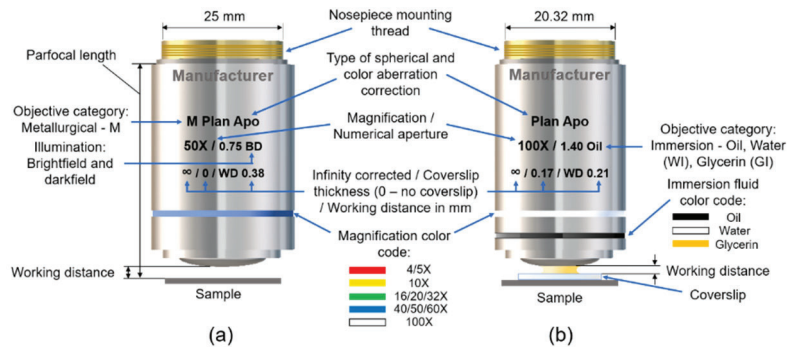 25 mm
Nosepiece mounting
thread
20.32 mm
Parfocal length
Manufacturer
Type of spherical and
color aberration
correction
Manufacturer
Objective category:
Metallurgical - M
M Plan Apo
Magnification /
Numerical aperture
Plan Apo
Illumination:
Brightfield and
darkfield
50X / 0.75 BD
100X / 1.40 Oil
Objective category:
Immersion - Oil, Water
(WI), Glycerin (GI)
∞ / 0 / WD 0.38
Infinity corrected / Coverslip
thickness (0 – no coverslip)
/ Working distance in mm
∞ / 0.17 / WD 0.21
Immersion fluid
color code:
Oil
Water
Glycerin
Magnification color
code:
4/5X
10X
16/20/32X
40/50/60X
100X
Working distance
Sample
Working distance
Coverslip
Sample
(a)
(b)